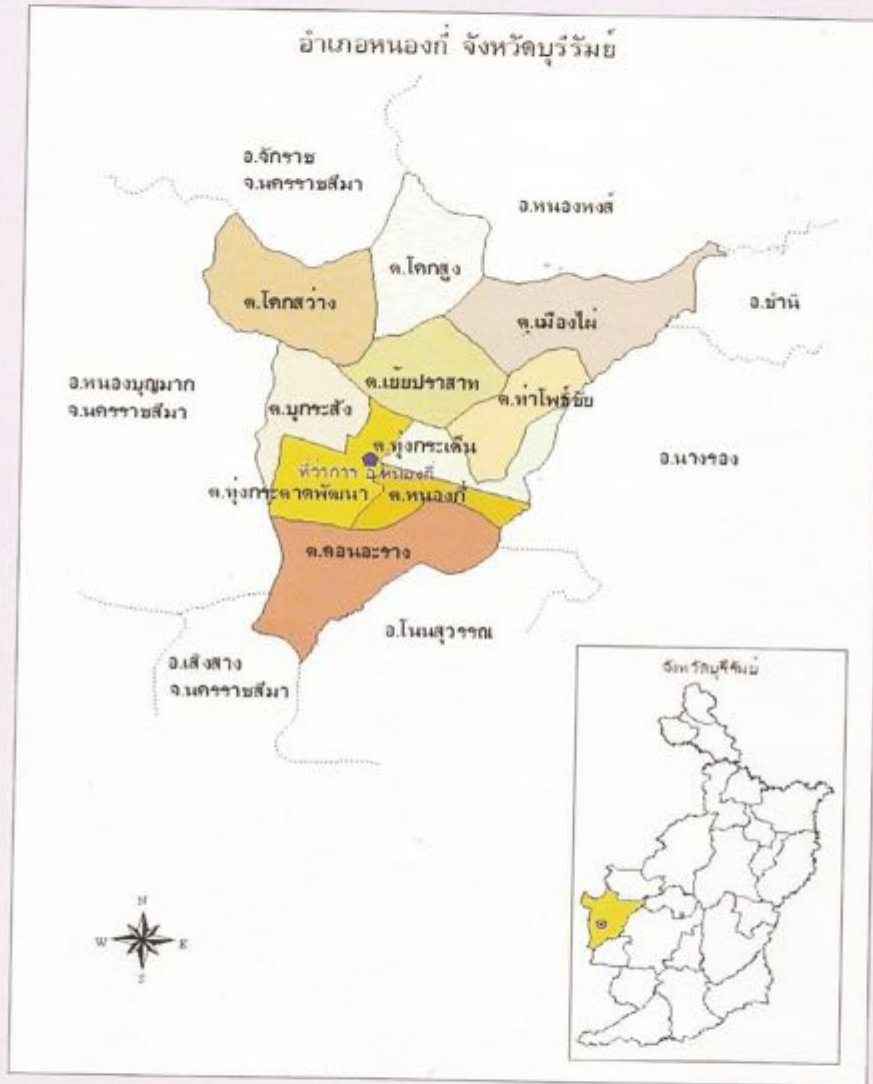 อำเภอหนองกี่ จังหวัดบุรีรัมย์
อ.จักราช
จ.นครราชสีมา
อ.หนองหงส์
ต.โคกสูง
ต.โคกสว่าง
อ.ชำนิ
ต.เมืองไผ่
อ.หนองบุญมาก
จ.นครราชสีมา
ต.เย้ยปราสาท
ต.ท่าโพธิ์ชัย
ต.บุกระสัง
ต.ทุ่งกระเต็น
อ.นางรอง
ที่ว่าการ อ.หนองกี่
ต.ทุ่งกระตาดพัฒนา
ต.หนองกี่
ต.ดอนอะราง
อ.โนนสุวรรณ
อ.เสิงสาง
จ.นครราชสีมา
จังหวัดบุรีรัมย์
N
W
E
S